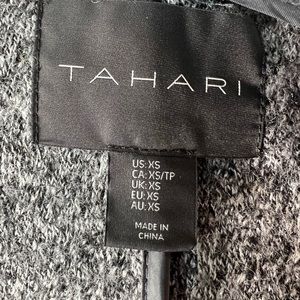 TAHARI
US:XS
CA:XS/TP
UK:XS
EU:XS
AU:XS
MADE IN
CHINA